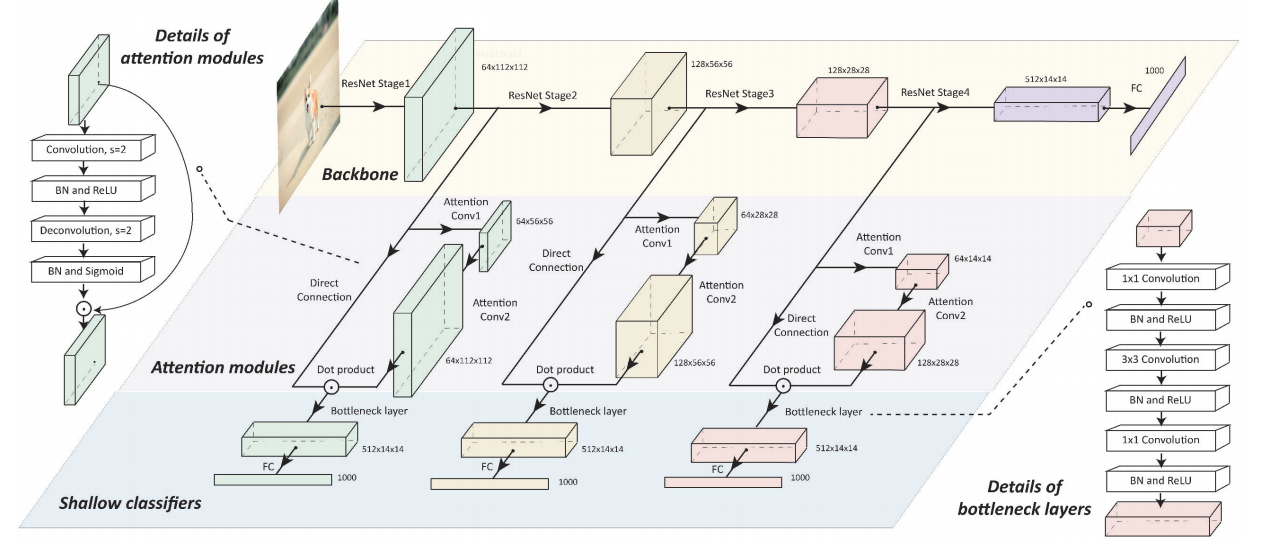 Details of
attention modules
Convolution, s=2
BN and ReLU
Deconvolution, s=2
BN and Sigmoid
ResNet Stage1
64x112x112
ResNet Stage2
128x56x56
ResNet Stage3
128x28x28
ResNet Stage4
512x14x14
FC
1000
Backbone
Attention
Conv1
64x56x56
Direct
Connection
Attention
Conv2
64x112x112
Attention
Conv1
64x28x28
Direct
Connection
Attention
Conv2
128x56x56
Attention
Conv1
64x14x14
Direct
Connection
Attention
Conv2
128x28x28
Attention modules
Dot product
Dot product
Dot product
Bottleneck layer
Bottleneck layer
Bottleneck layer
512x14x14
512x14x14
512x14x14
FC
FC
FC
1000
1000
1000
Shallow classifiers
1x1 Convolution
BN and ReLU
3x3 Convolution
BN and ReLU
1x1 Convolution
BN and ReLU
Details of
bottleneck layers